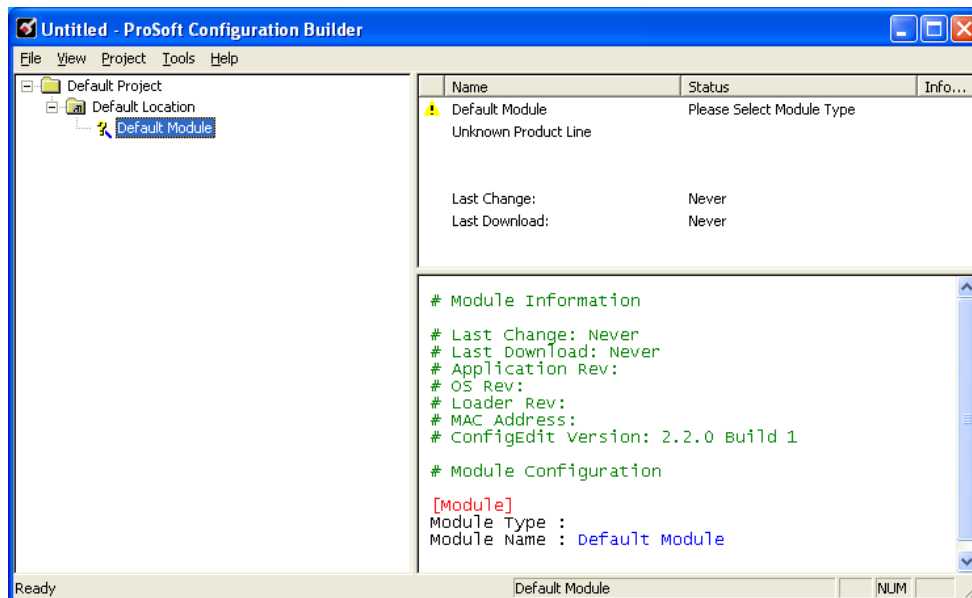 Untitled - ProSoft Configuration Builder
File View Project Tools Help
Default Project
Default Location
Default Module
Name Status Info...
Default Module Please Select Module Type
Unknown Product Line
Last Change: Never
Last Download: Never
# Module Information
# Last Change: Never
# Last Download: Never
# Application Rev:
# OS Rev:
# Loader Rev:
# MAC Address:
# ConfigEdit Version: 2.2.0 Build 1
# Module Configuration
[Module]
Module Type :
Module Name : Default Module
Ready Default Module NUM